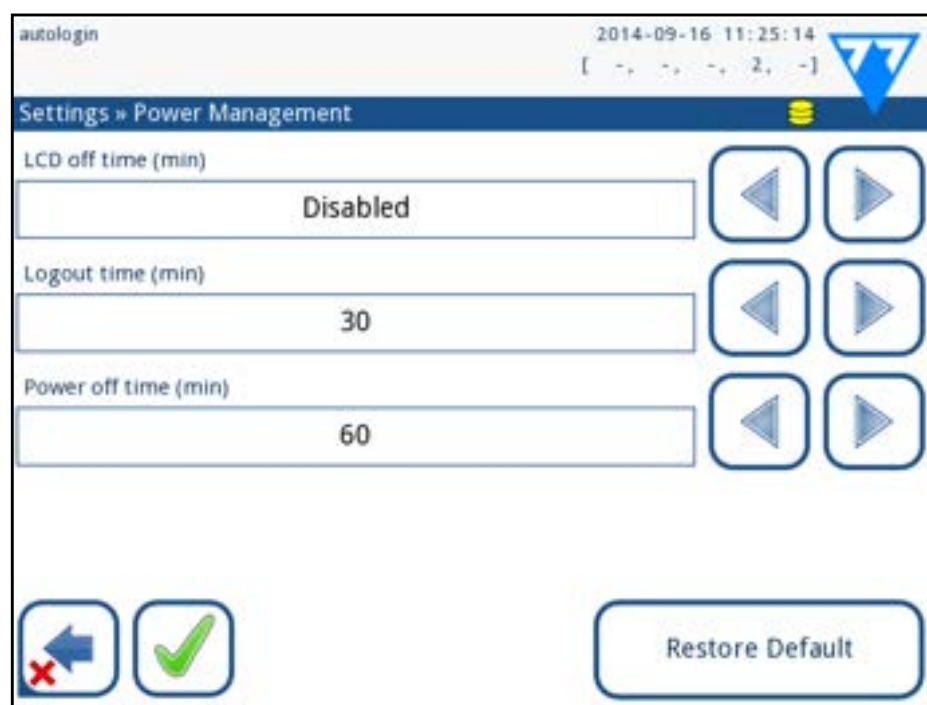 autologin
2014-09-16 11:25:14
[ -, -, -, 2, -]
Settings » Power Management
LCD off time (min)
Disabled
Logout time (min)
30
Power off time (min)
60
Restore Default